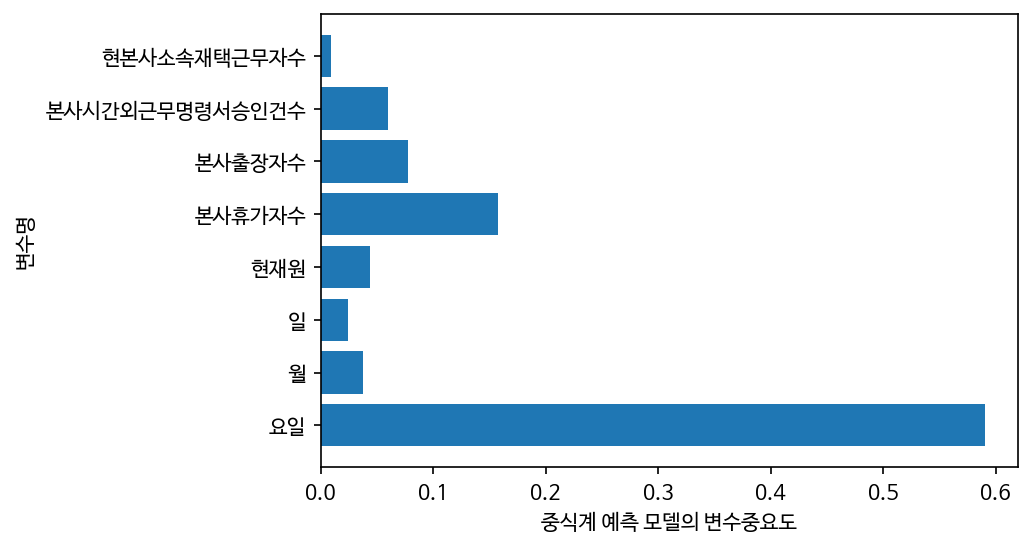 현본사소속재택근무자수
본사시간외근무명령서승인건수
본사출장자수
본사휴가자수
현재원
일
월
요일
변수명
0.0 0.1 0.2 0.3 0.4 0.5 0.6
중식계 예측 모델의 변수중요도